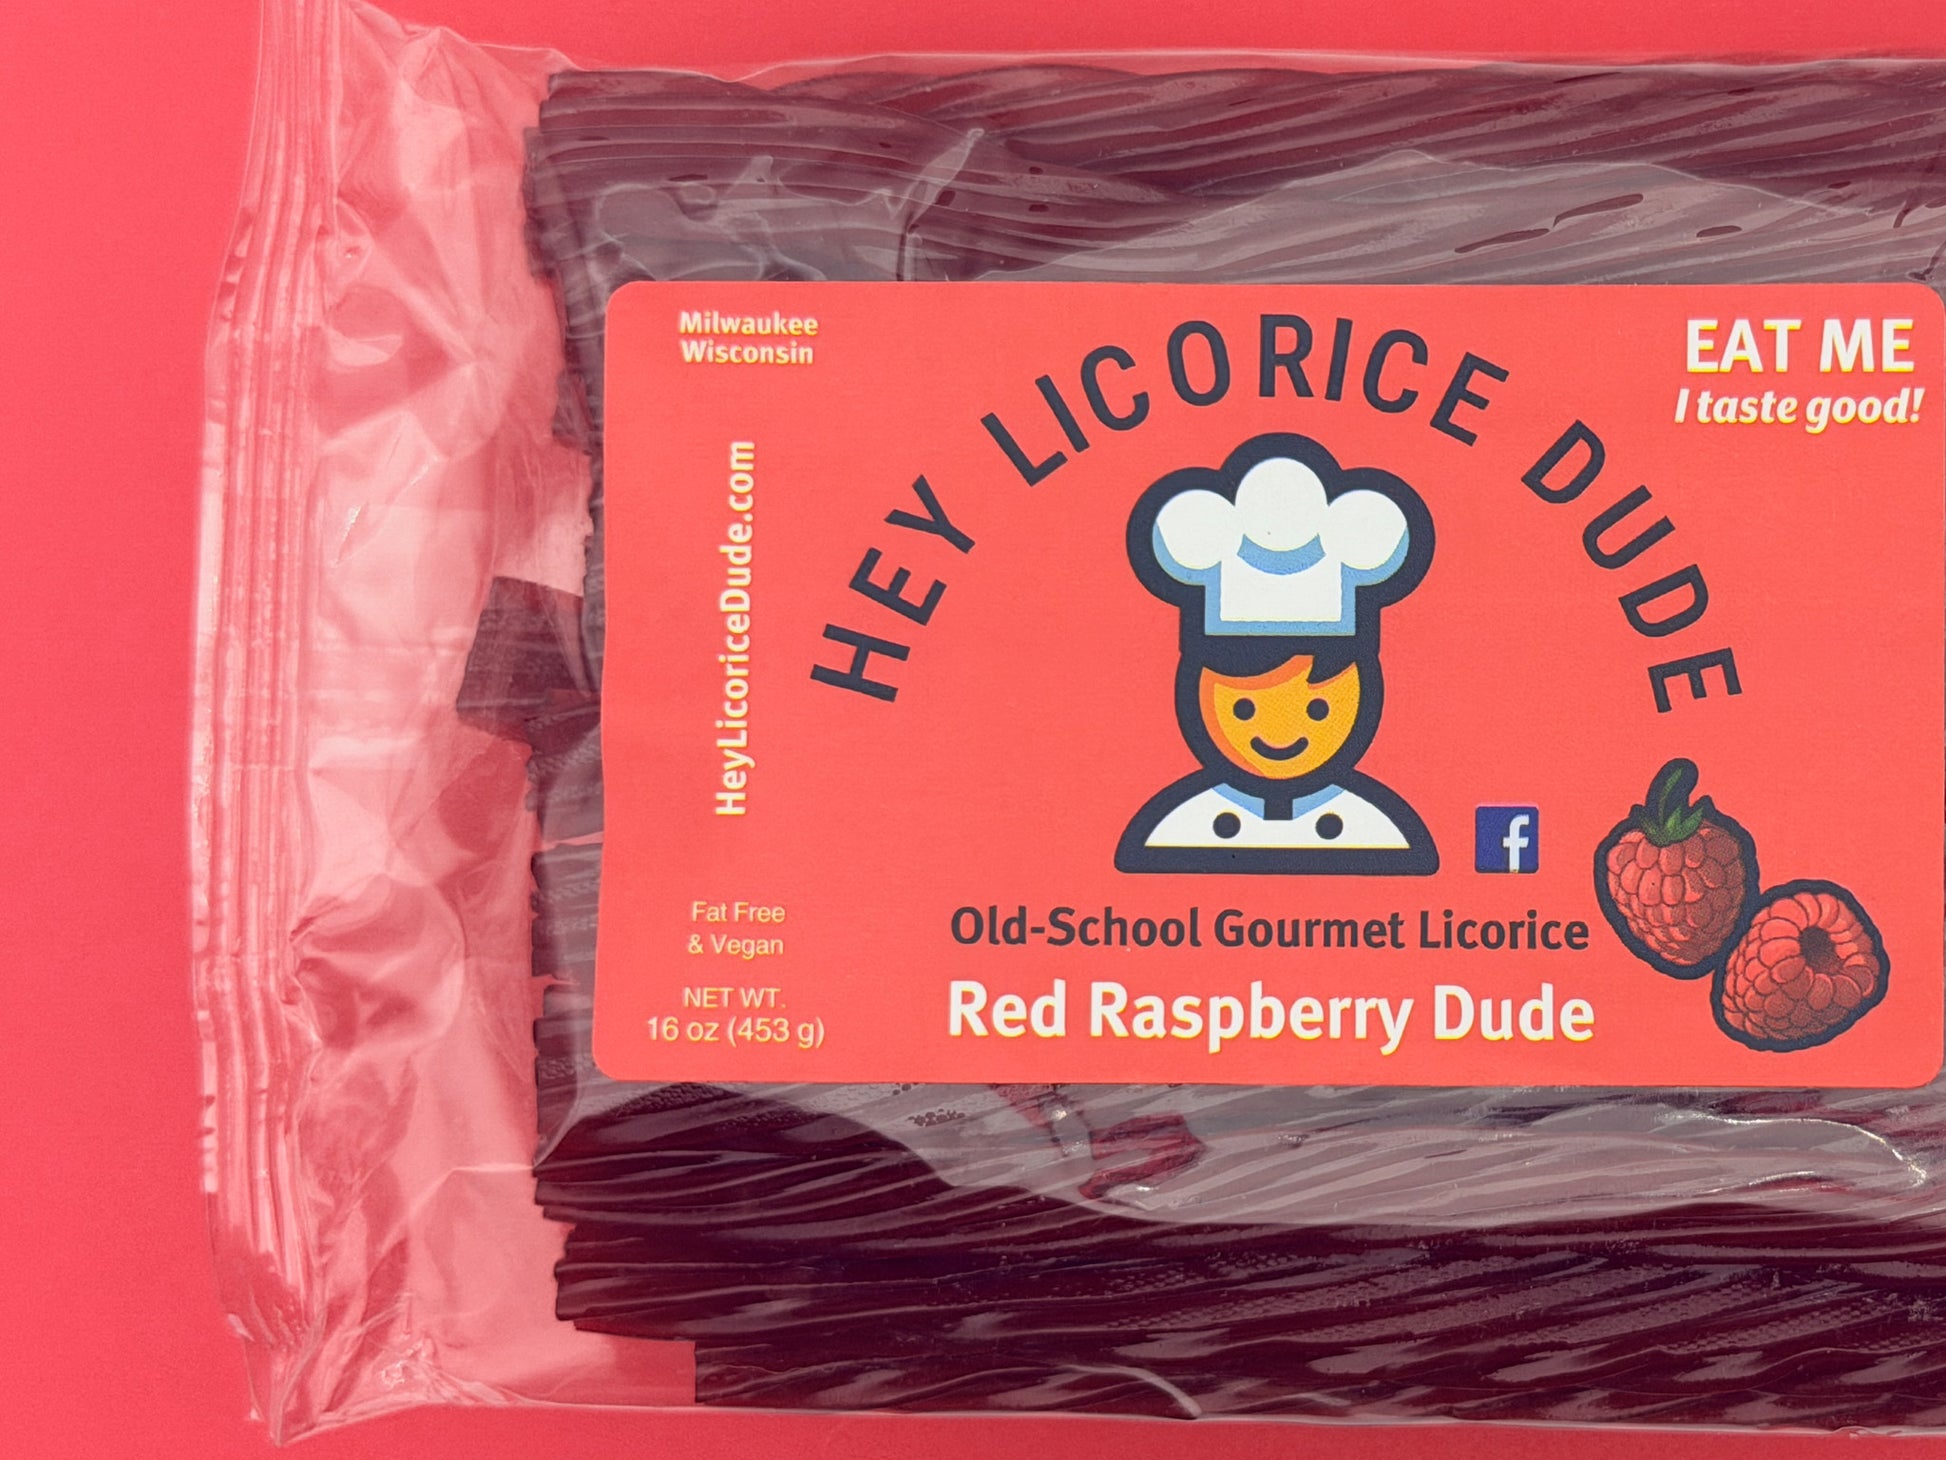 Milwaukee
Wisconsin
HEY LICORICE DUDE
EAT ME
I taste good!
HeyLicoriceDude.com
f
Fat Free
& Vegan
NET WT.
16 oz (453 g)
Old-School Gourmet Licorice
Red Raspberry Dude